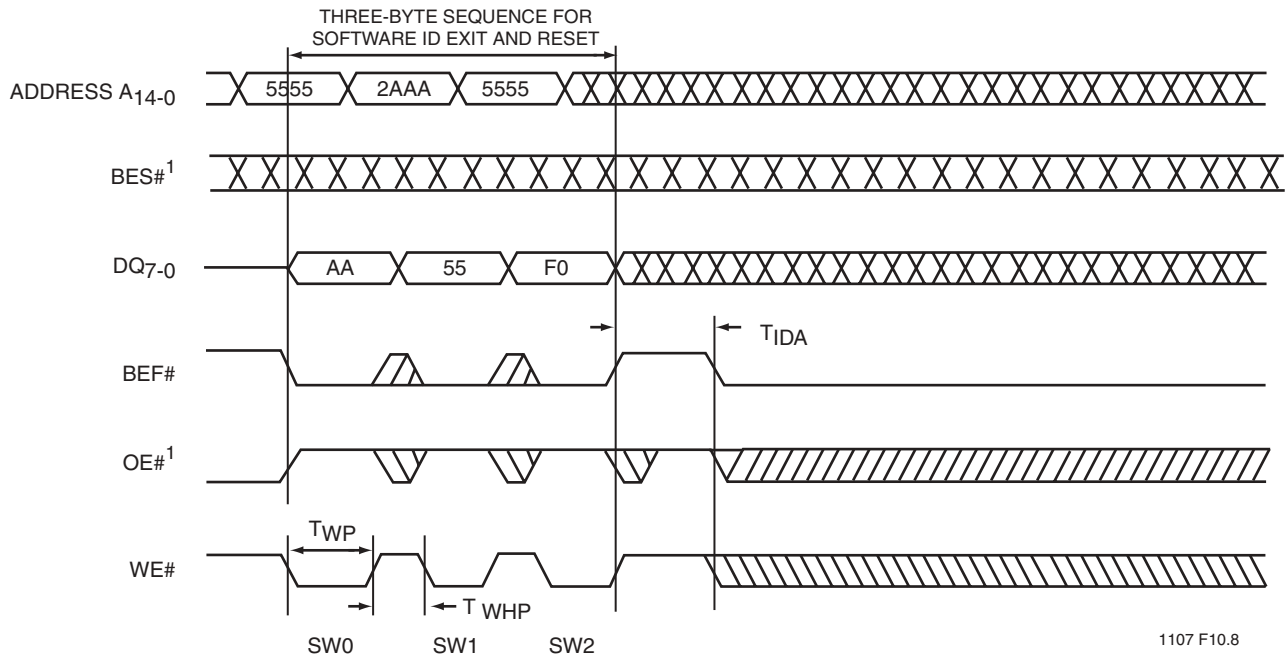 THREE-BYTE SEQUENCE FOR
SOFTWARE ID EXIT AND RESET
ADDRESS A14-0
5555
2AAA
5555
BES#1
DQ7-0
AA
55
F0
TIDA
BEF#
OE#1
TWP
WE#
T WHP
SW0
SW1
SW2
1107 F10.8